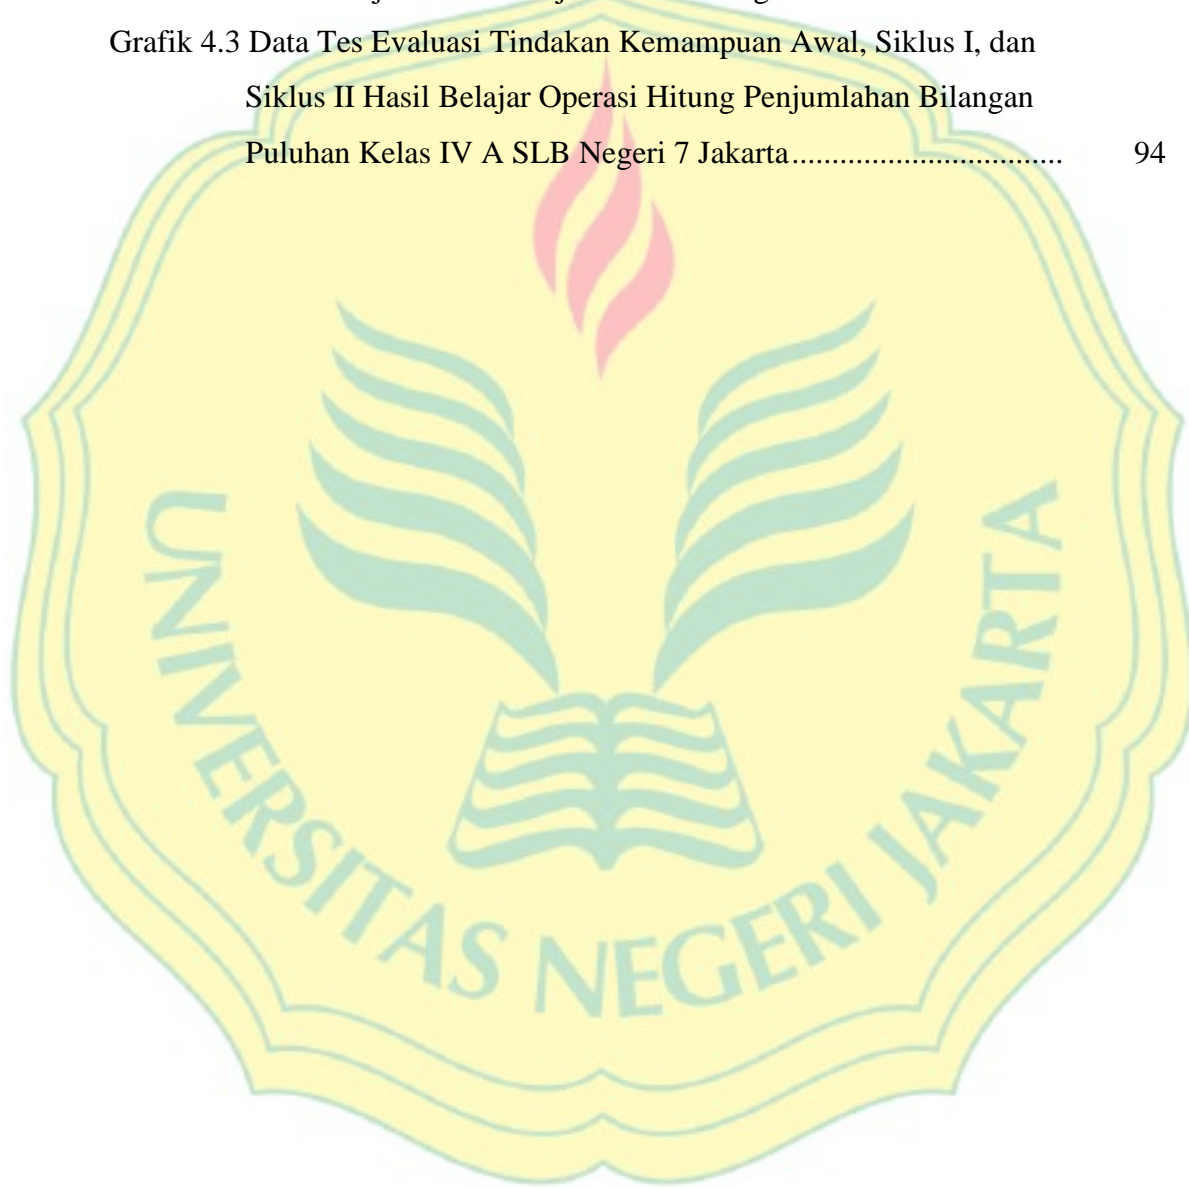 Grafik 4.3 Data Tes Evaluasi Tindakan Kemampuan Awal, Siklus I, dan
Siklus II Hasil Belajar Operasi Hitung Penjumlahan Bilangan
Puluhan Kelas IV A SLB Negeri 7 Jakarta................................. 94
UNIVERSITAS NEGERI JAKARTA